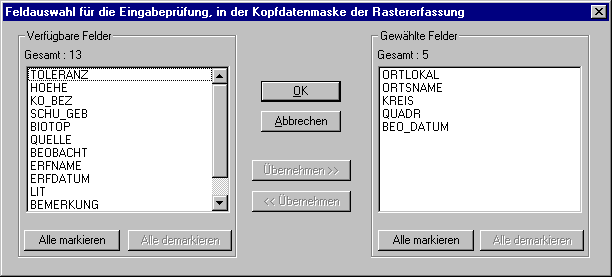 Feldauswahl für die Eingabeprüfung, in der Kopfdatenmaske der Rastererfassung
Verfügbare Felder
Gesamt : 13
TOLERANZ
HOEHE
KO_BEZ
SCHU_GEB
BIOTOP
QUELLE
BEOBACHT
ERFNAME
ERFDATUM
LIT
BEMERKUNG
Alle markieren
Alle demarkieren
OK
Abbrechen
Übernehmen >>
<< Übernehmen
Gewählte Felder
Gesamt : 5
ORTLOKAL
ORTSNAME
KREIS
QUADR
BEO_DATUM
Alle markieren
Alle demarkieren